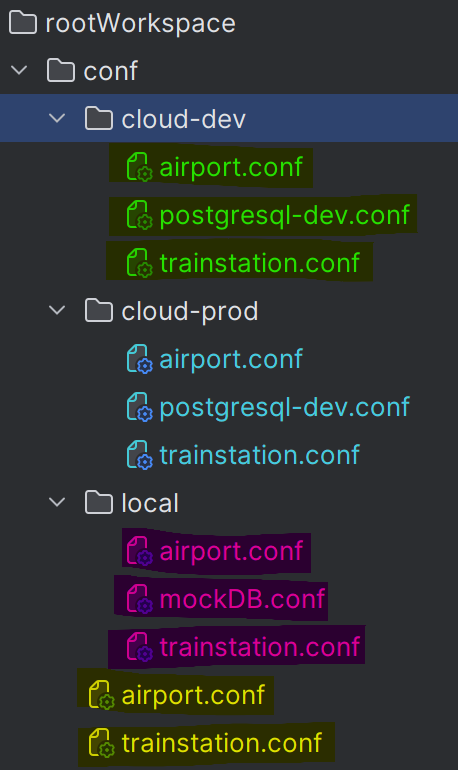 rootWorkspace
conf
cloud-dev
airport.conf
postgresql-dev.conf
trainstation.conf
cloud-prod
airport.conf
postgresql-dev.conf
trainstation.conf
local
airport.conf
mockDB.conf
trainstation.conf
airport.conf
trainstation.conf